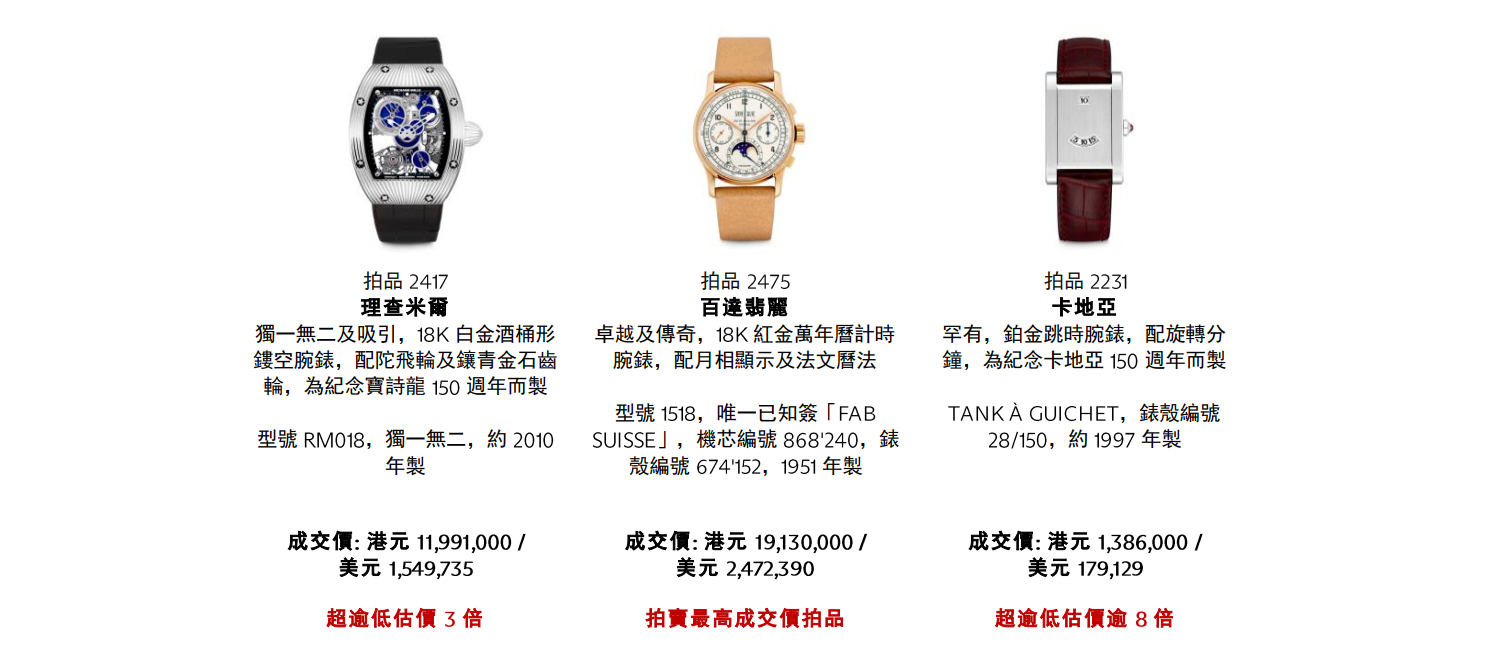 RICHARD MILLE
10
5 10 15
拍品 2417
理查米爾
獨一無二及吸引，18K 白金酒桶形
鏤空腕錶，配陀飛輪及鑲青金石齒
輪，為紀念寶詩龍 150 週年而製
型號 RM018，獨一無二，約 2010
年製
成交價: 港元 11,991,000 /
美元 1,549,735
超逾低估價 3 倍
拍品 2475
百達翡麗
卓越及傳奇，18K 紅金萬年曆計時
腕錶，配月相顯示及法文曆法
型號 1518，唯一已知簽「FAB
SUISSE」，機芯編號 868'240，錶
殼編號 674'152，1951 年製
成交價: 港元 19,130,000 /
美元 2,472,390
拍賣最高成交價拍品
拍品 2231
卡地亞
罕有，鉑金跳時腕錶，配旋轉分
鐘，為紀念卡地亞 150 週年而製
TANK À GUICHET，錶殼編號
28/150，約 1997 年製
成交價: 港元 1,386,000 /
美元 179,129
超逾低估價逾 8 倍